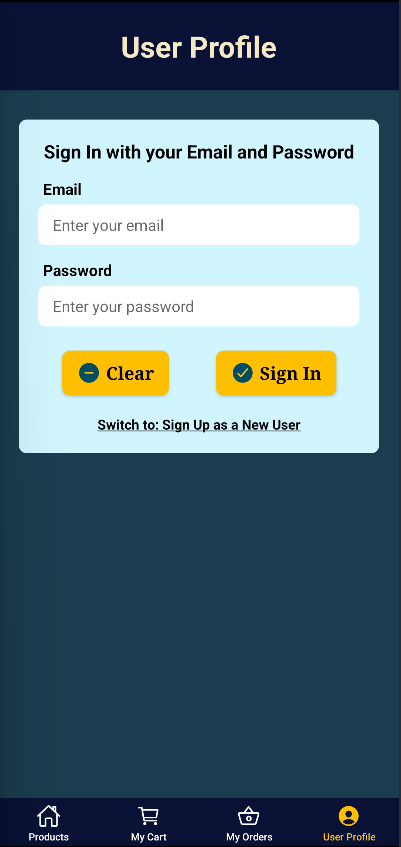 User Profile
Sign In with your Email and Password
Email
Enter your email
Password
Enter your password
Clear
Sign In
Switch to: Sign Up as a New User
Products
My Cart
My Orders
User Profile